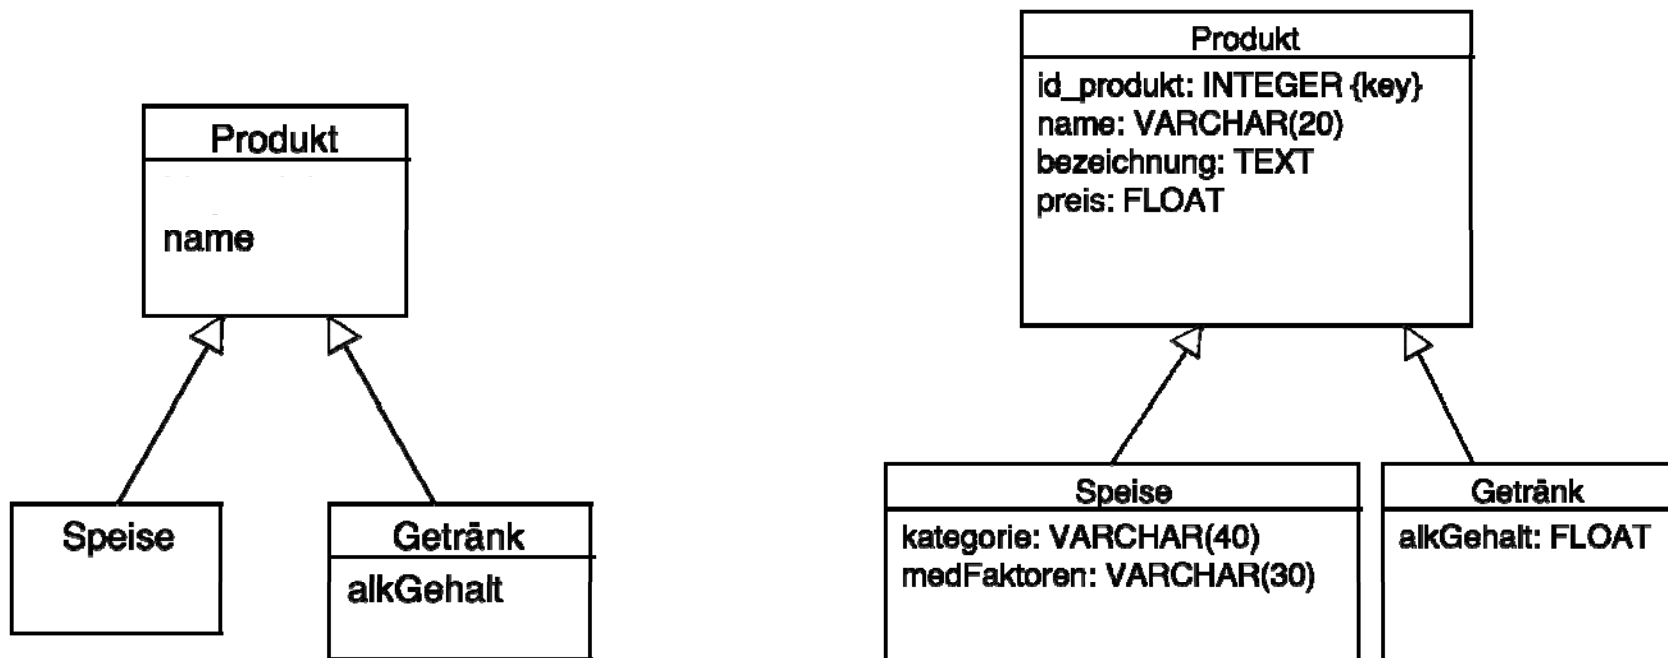 Produkt
name
Speise
Getränk
alkGehalt
Produkt
id_produkt: INTEGER {key}
name: VARCHAR(20)
bezeichnung: TEXT
preis: FLOAT
Speise
kategorie: VARCHAR(40)
medFaktoren: VARCHAR(30)
Getränk
alkGehalt: FLOAT